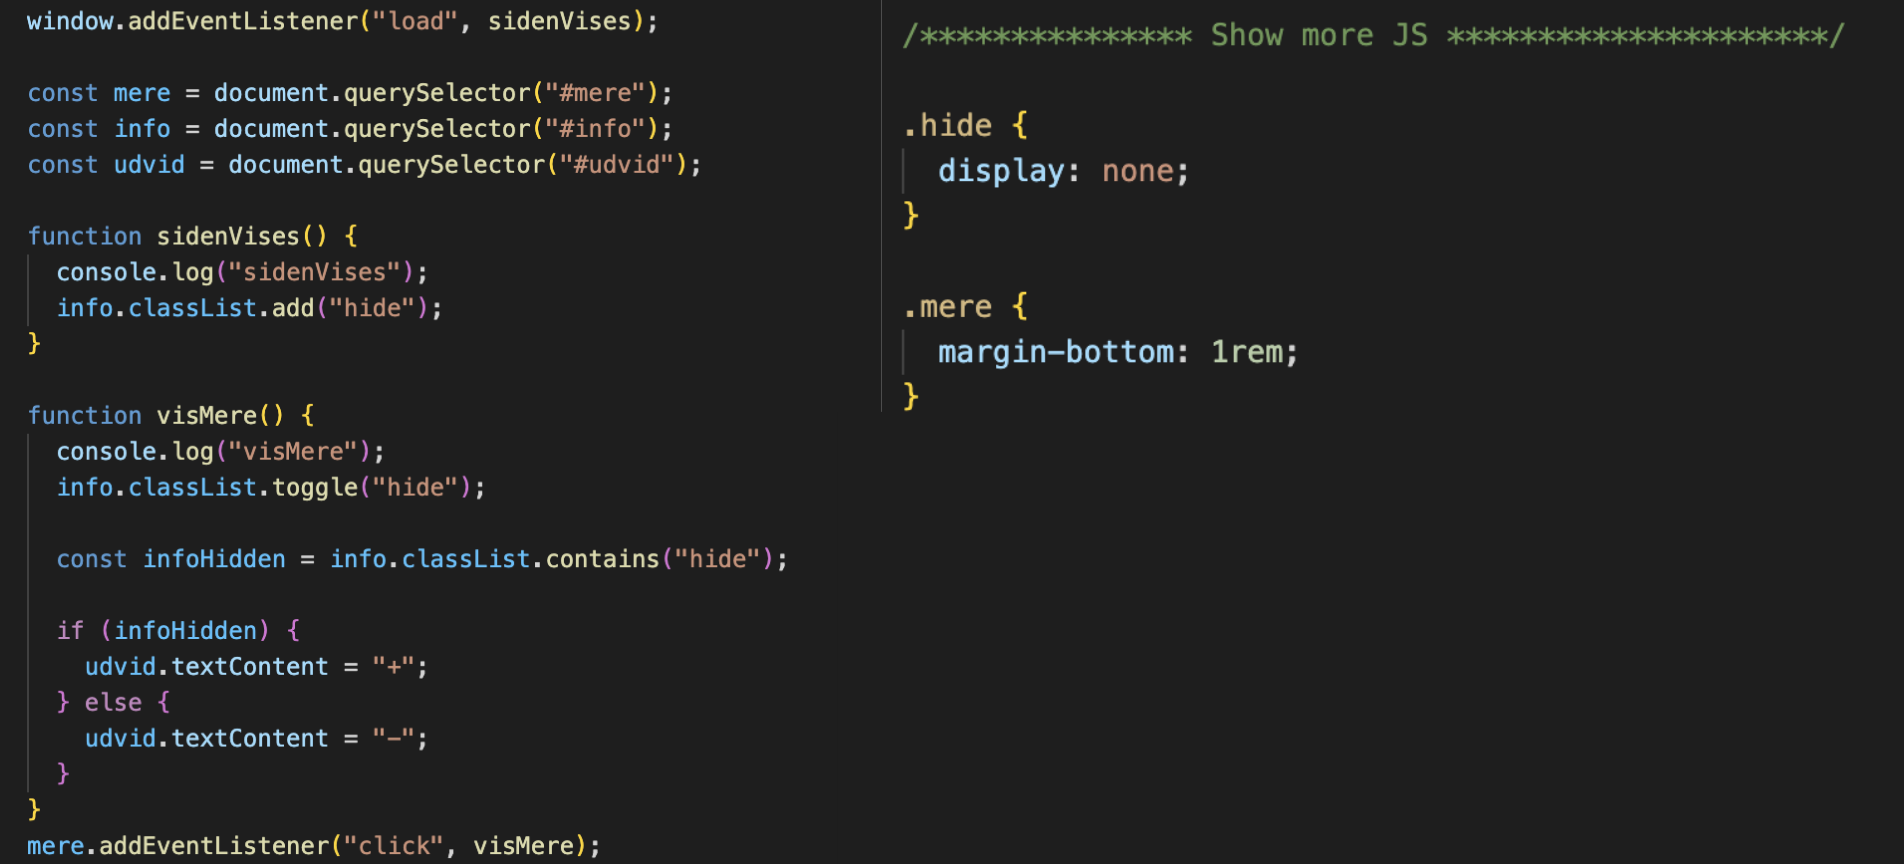 window.addEventListener("load", sidenVises);
const mere = document.querySelector("#mere");
const info = document.querySelector("#info");
const udvid = document.querySelector("#udvid");
function sidenVises() {
console.log("sidenVises");
info.classList.add("hide");
}
function visMere() {
console.log("visMere");
info.classList.toggle("hide");
const infoHidden = info.classList.contains("hide");
if (infoHidden) {
udvid.textContent = "+";
} else {
udvid.textContent = "-";
}
}
mere.addEventListener("click", visMere);
/*************** Show more JS *********************/
.hide {
display: none;
}
.mere {
margin-bottom: 1rem;
}